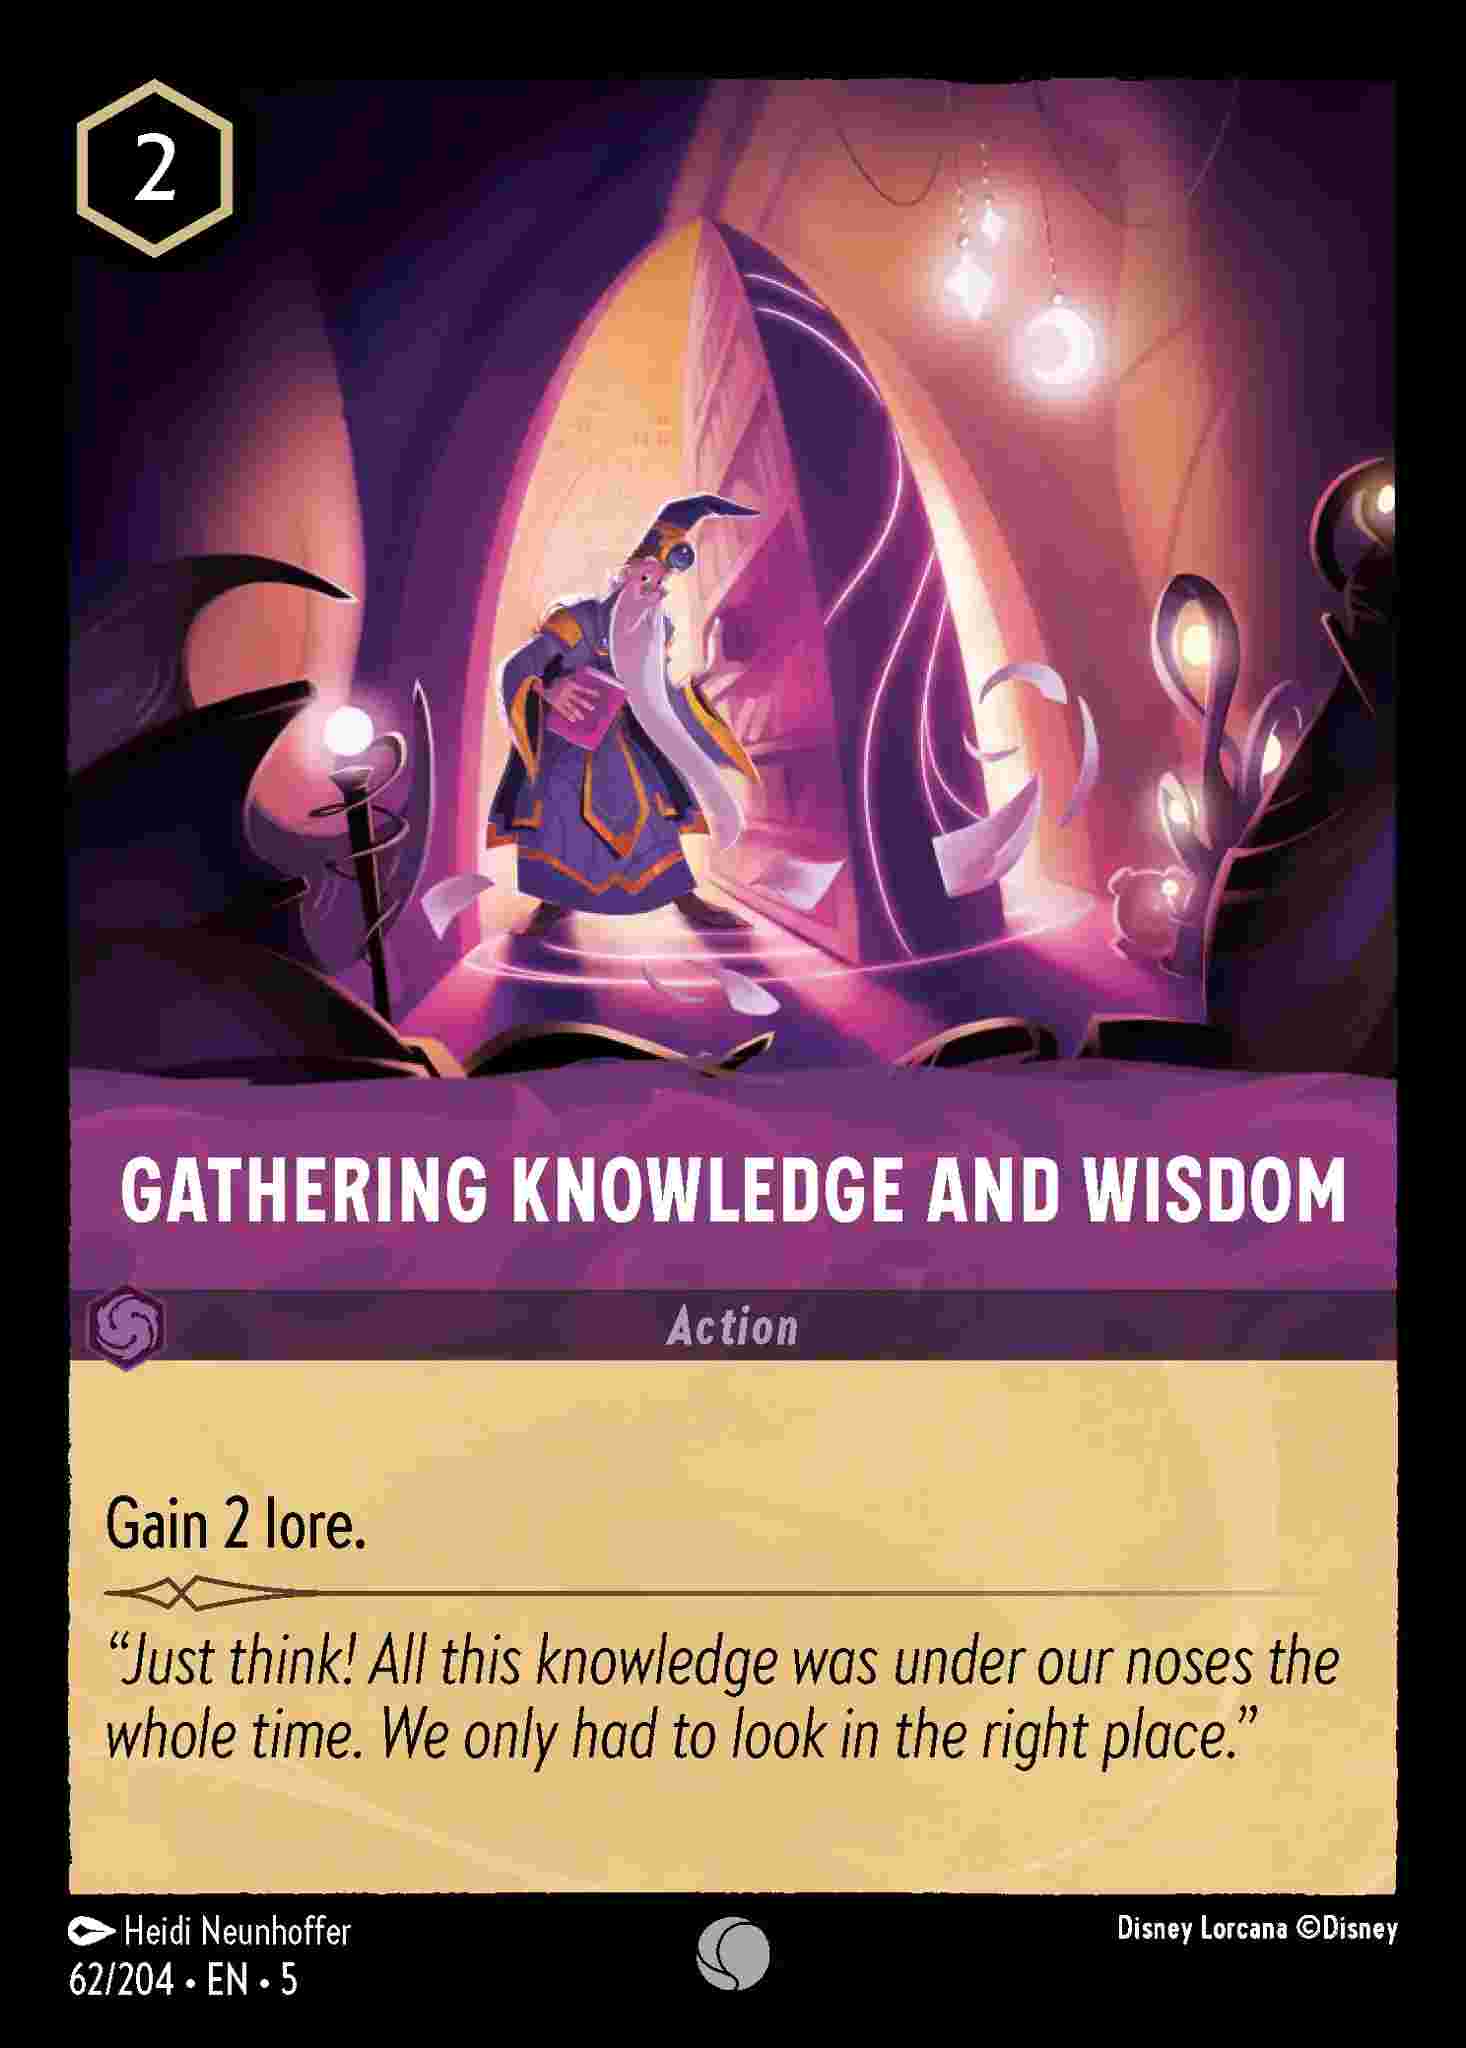 2
GATHERING KNOWLEDGE AND WISDOM
Action
Gain 2 lore.
“Just think! All this knowledge was under our noses the
whole time. We only had to look in the right place.”
Heidi Neunhoffer
Disney Lorcana ©Disney
62/204 • EN • 5